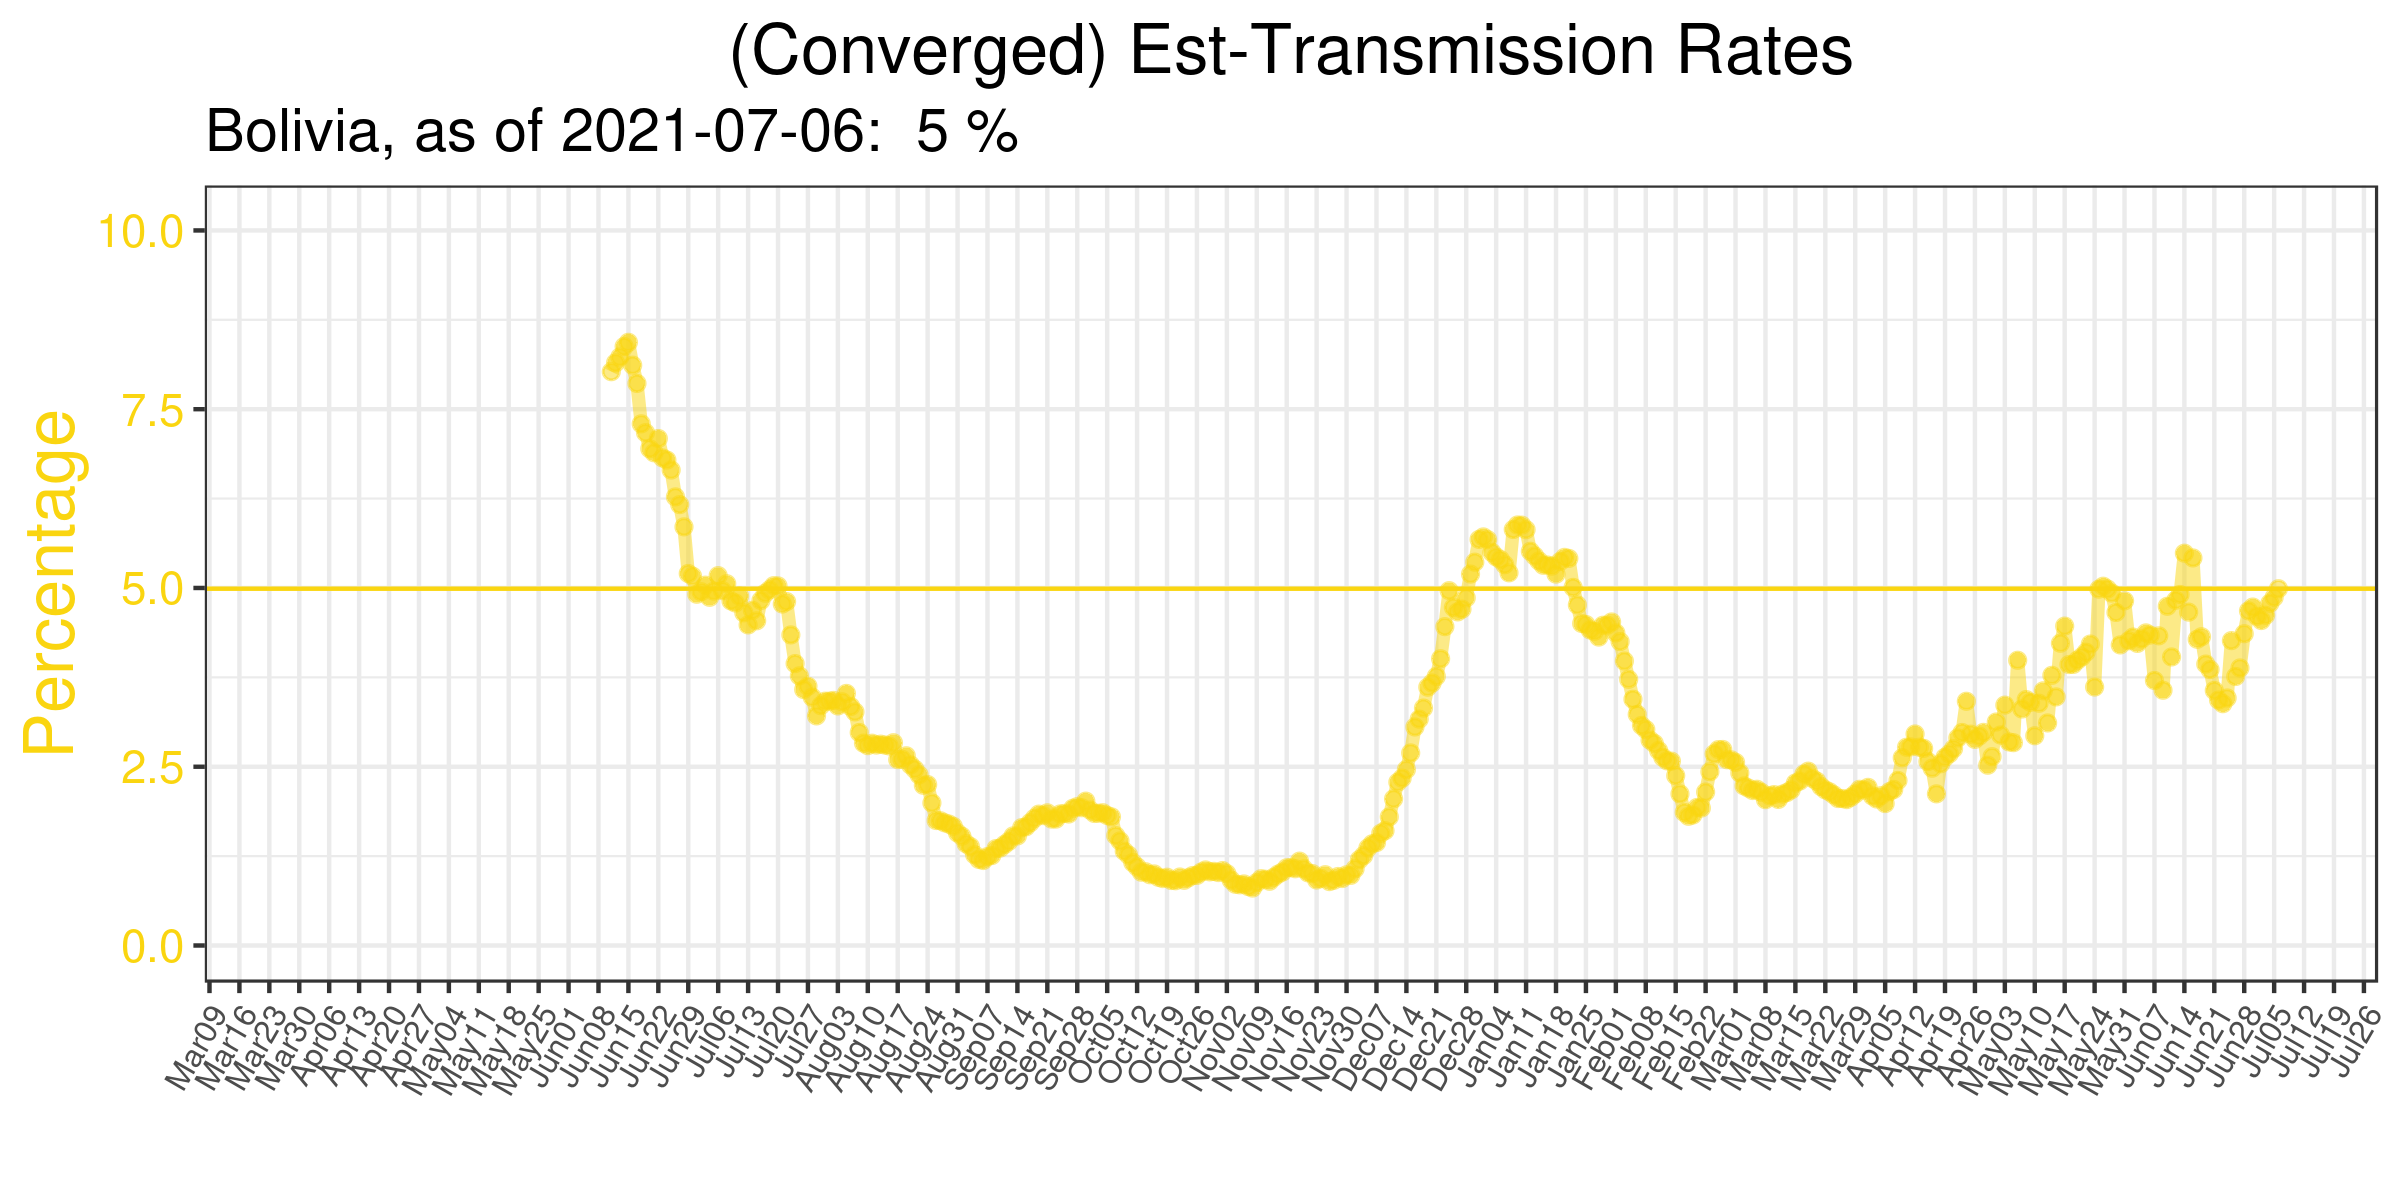 (Converged) Est-Transmission Rates
Bolivia, as of 2021-07-06:  5 %
Percentage
10.0
7.5
5.0
2.5
0.0
Mar09
Mar16
Mar23
Mar30
Apr06
Apr13
Apr20
Apr27
May04
May11
May18
May25
Jun01
Jun08
Jun15
Jun22
Jun29
Jul06
Jul13
Jul20
Jul27
Aug03
Aug10
Aug17
Aug24
Aug31
Sep07
Sep14
Sep21
Sep28
Oct05
Oct12
Oct19
Oct26
Nov02
Nov09
Nov16
Nov23
Nov30
Dec07
Dec14
Dec21
Dec28
Jan04
Jan11
Jan18
Jan25
Feb01
Feb08
Feb15
Feb22
Mar01
Mar08
Mar15
Mar22
Mar29
Apr05
Apr12
Apr19
Apr26
May03
May10
May17
May24
May31
Jun07
Jun14
Jun21
Jun28
Jul05
Jul12
Jul19
Jul26